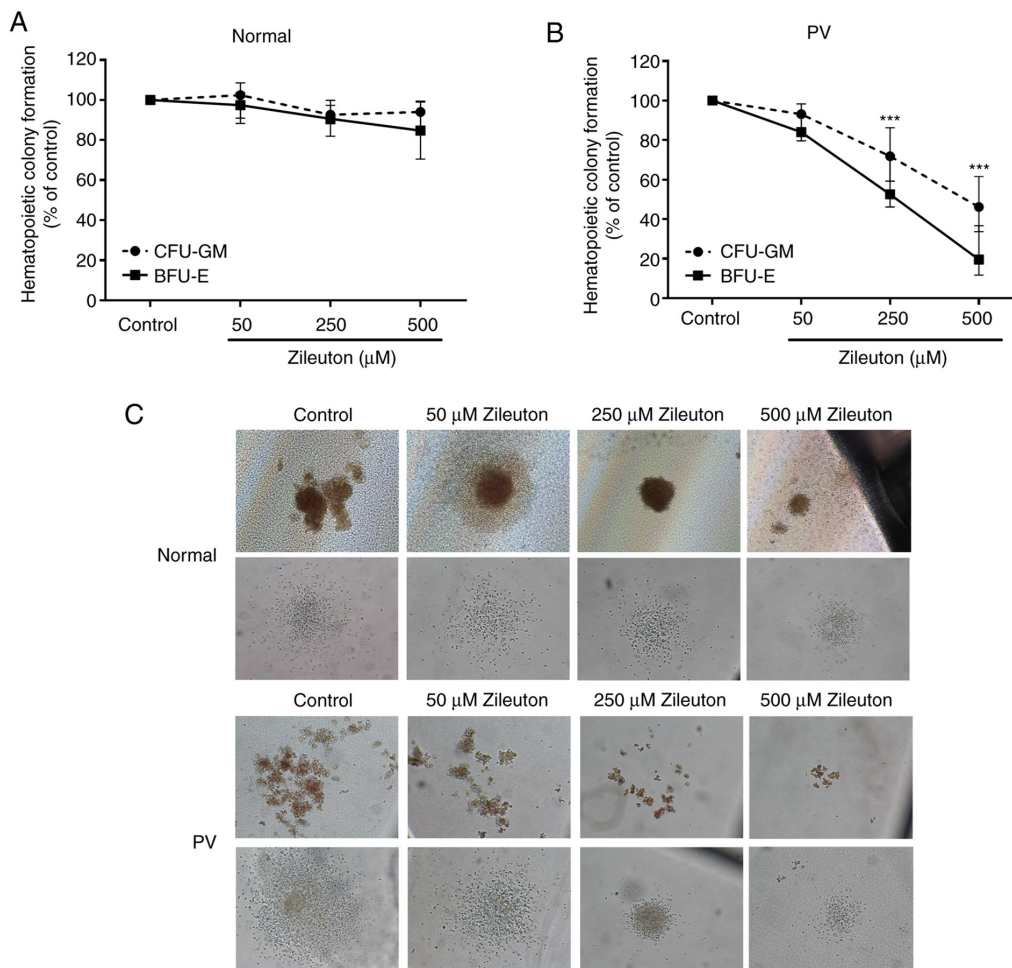 A
Normal
Hematopoietic colony formation
(% of control)
120
100
80
60
40
20
0
CFU-GM
BFU-E
Control
50
250
500
Zileuton (μM)
B
PV
Hematopoietic colony formation
(% of control)
120
100
80
60
40
20
0
***
***
CFU-GM
BFU-E
Control
50
250
500
Zileuton (μM)
C
Control 50 μM Zileuton 250 μM Zileuton 500 μM Zileuton
Normal
Control 50 μM Zileuton 250 μM Zileuton 500 μM Zileuton
PV